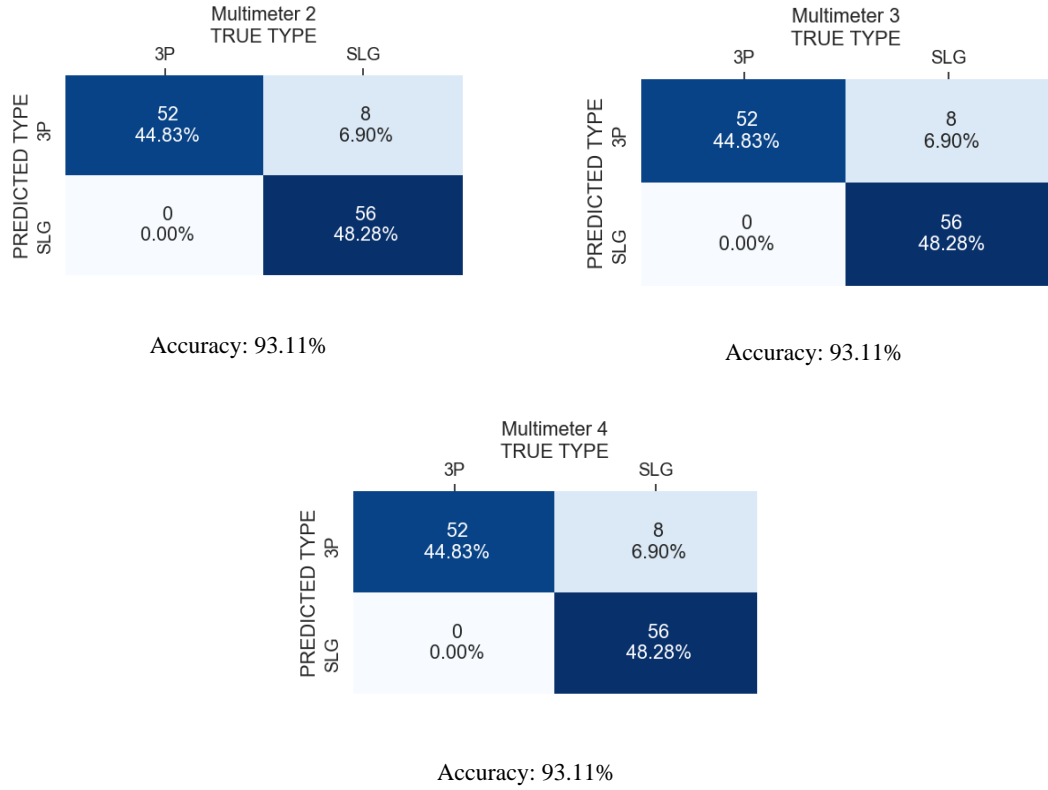 Multimeter 2
TRUE TYPE
3P SLG
PREDICTED TYPE
3P
SLG
52 8
44.83% 6.90%
0 56
0.00% 48.28%
Accuracy: 93.11%
Multimeter 3
TRUE TYPE
3P SLG
PREDICTED TYPE
3P
SLG
52 8
44.83% 6.90%
0 56
0.00% 48.28%
Accuracy: 93.11%
Multimeter 4
TRUE TYPE
3P SLG
PREDICTED TYPE
3P
SLG
52 8
44.83% 6.90%
0 56
0.00% 48.28%
Accuracy: 93.11%